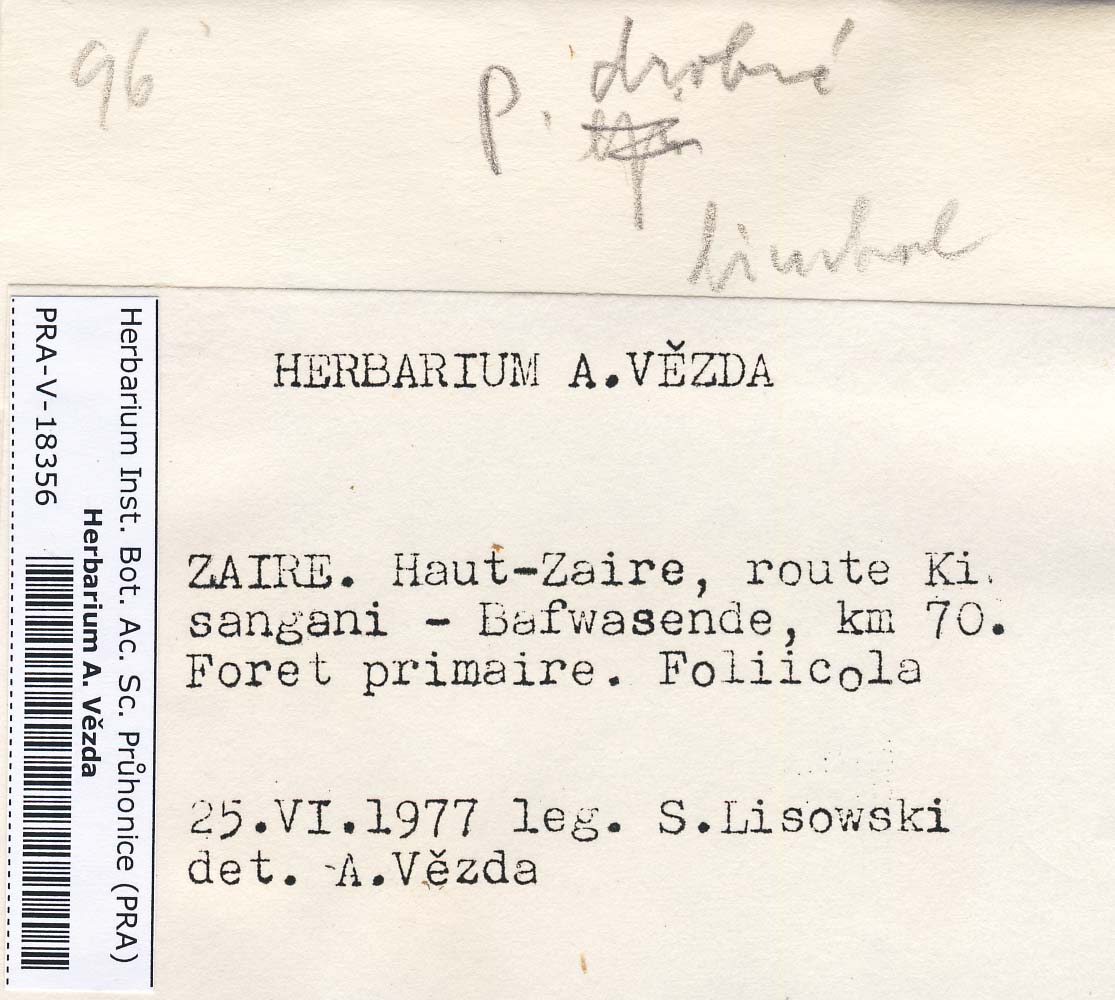 96
p. drobné
HERBARIUM A.VĚZDA
ZAIRE. Haut-Zaire, route Ki.
sangani - Bafwasende, km 70.
Foret primaire. Foliicola
25.VI.1977 leg. S.Lisowski
det. A.Vězda
Herbarium Inst. Bot. Ac. Sc. Průhonice (PRA)
Herbarium A. Vězda
PRA-V-18356